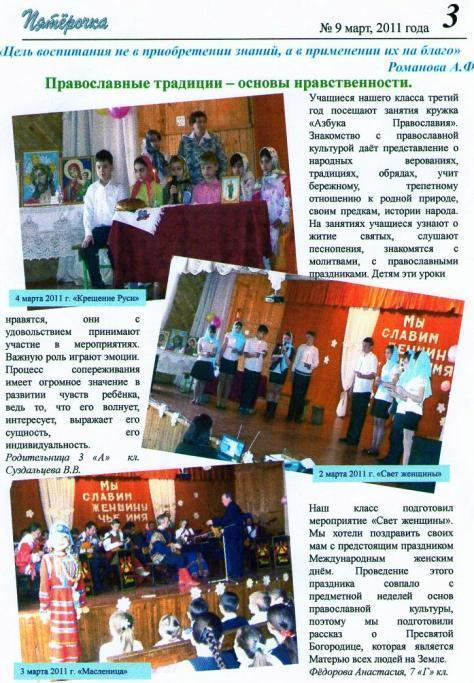 Пятёрочка
№ 9 март, 2011 года
3
«Цель воспитания не в приобретении знаний, а в применении их на благо»
Романова А.Ф
Православные традиции – основы нравственности.
Учащиеся нашего класса третий
год посещают занятия кружка
«Азбука Православия».
Знакомство с православной
культурой даёт представление о
народных верованиях,
традициях, обрядах, учит
бережному, трепетному
отношению к родной природе,
своим предкам, истории народа.
На занятиях учащиеся узнают о
житие святых, слушают
песнопения, знакомятся с
молитвами, с православными
праздниками. Детям эти уроки
4 марта 2011 г. «Крещение Руси»
нравятся, они с
удовольствием принимают
участие в мероприятиях.
Важную роль играют эмоции.
Процесс сопереживания
имеет огромное значение в
развитии чувств ребёнка,
ведь то, что его волнует,
интересует, выражает его
сущность, его
индивидуальность.
Родительница 3 «А» кл.
Суздальцева В.В.
МЫ
СЛАВИМ
ЖЕНЩИНУ
ИМЯ
2 марта 2011 г. «Свет женщины»
МЫ
СЛАВИМ
ЖЕНЩИНУ
ЧЬЕ ИМЯ
3 марта 2011 г. «Масленица»
Наш класс подготовил
мероприятие «Свет женщины».
Мы хотели поздравить своих
мам с предстоящим праздником
Международным женским
днём. Проведение этого
праздника совпало с
предметной неделей основ
православной культуры,
поэтому мы подготовили
рассказ о Пресвятой
Богородице, которая является
Матерью всех людей на Земле.
Фёдорова Анастасия, 7 «Г» кл.